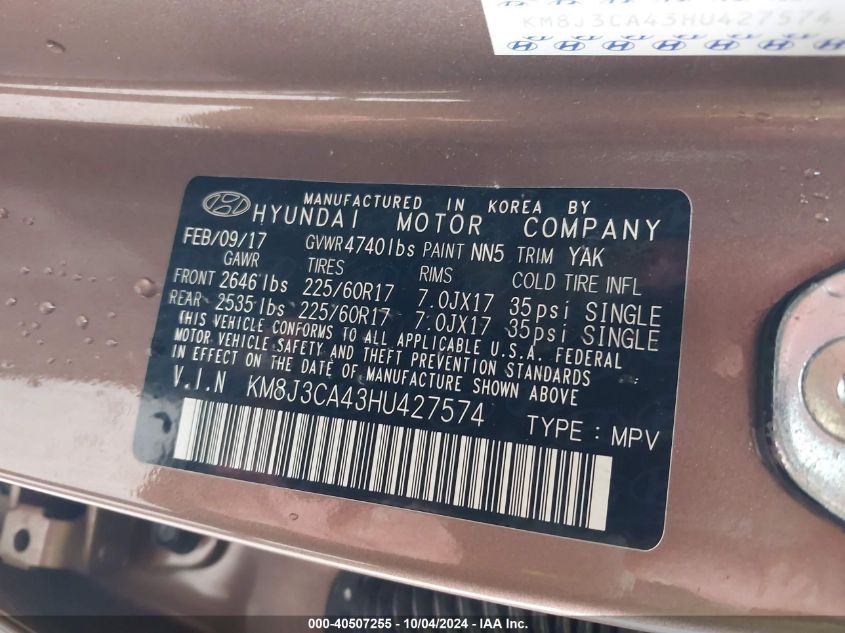 KM8J3CA43HU427574
MANUFACTURED IN KOREA BY
HYUNDAI MOTOR COMPANY
FEB/09/17 GVWR 4740lbs PAINT NN5 TRIM YAK
GAWR TIRES RIMS COLD TIRE INFL
FRONT 2646 lbs 225/60R17 7.0JX17 35psi SINGLE
REAR 2535 lbs 225/60R17 7.0JX17 35psi SINGLE
THIS VEHICLE CONFORMS TO ALL APPLICABLE U.S.A. FEDERAL
MOTOR VEHICLE SAFETY AND THEFT PREVENTION STANDARDS
IN EFFECT ON THE DATE OF MANUFACTURE SHOWN ABOVE
V.I.N KM8J3CA43HU427574
TYPE : MPV
000-40507255 - 10/04/2024 - IAA Inc.